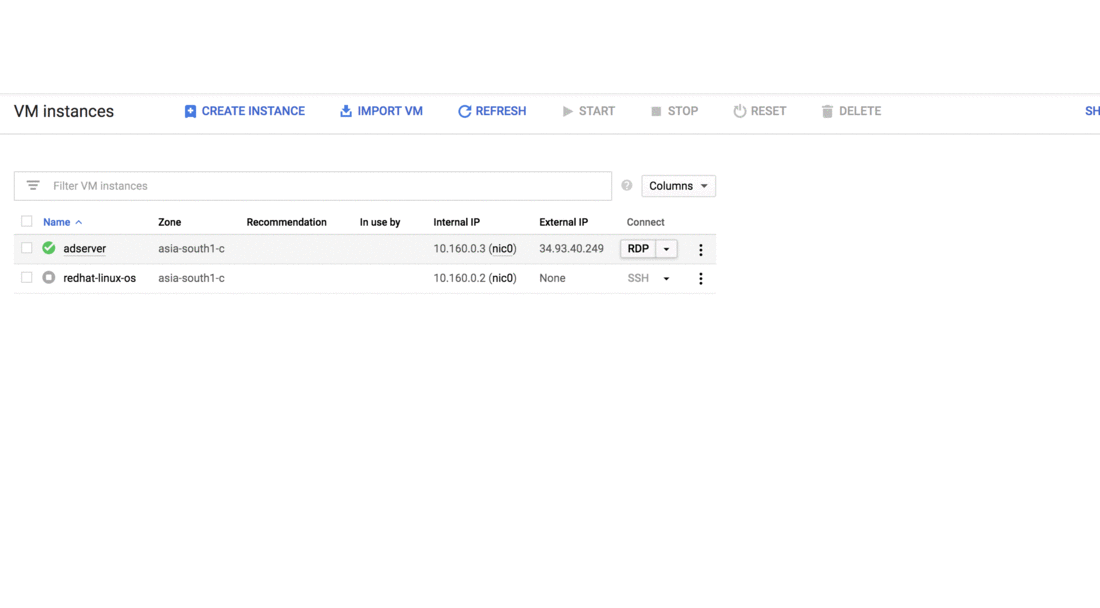 VM instances CREATE INSTANCE IMPORT VM REFRESH START STOP RESET DELETE SH
Filter VM instances ? Columns
Name Zone Recommendation In use by Internal IP External IP Connect
adserver asia-south1-c 10.160.0.3 (nic0) 34.93.40.249 RDP
redhat-linux-os asia-south1-c 10.160.0.2 (nic0) None SSH